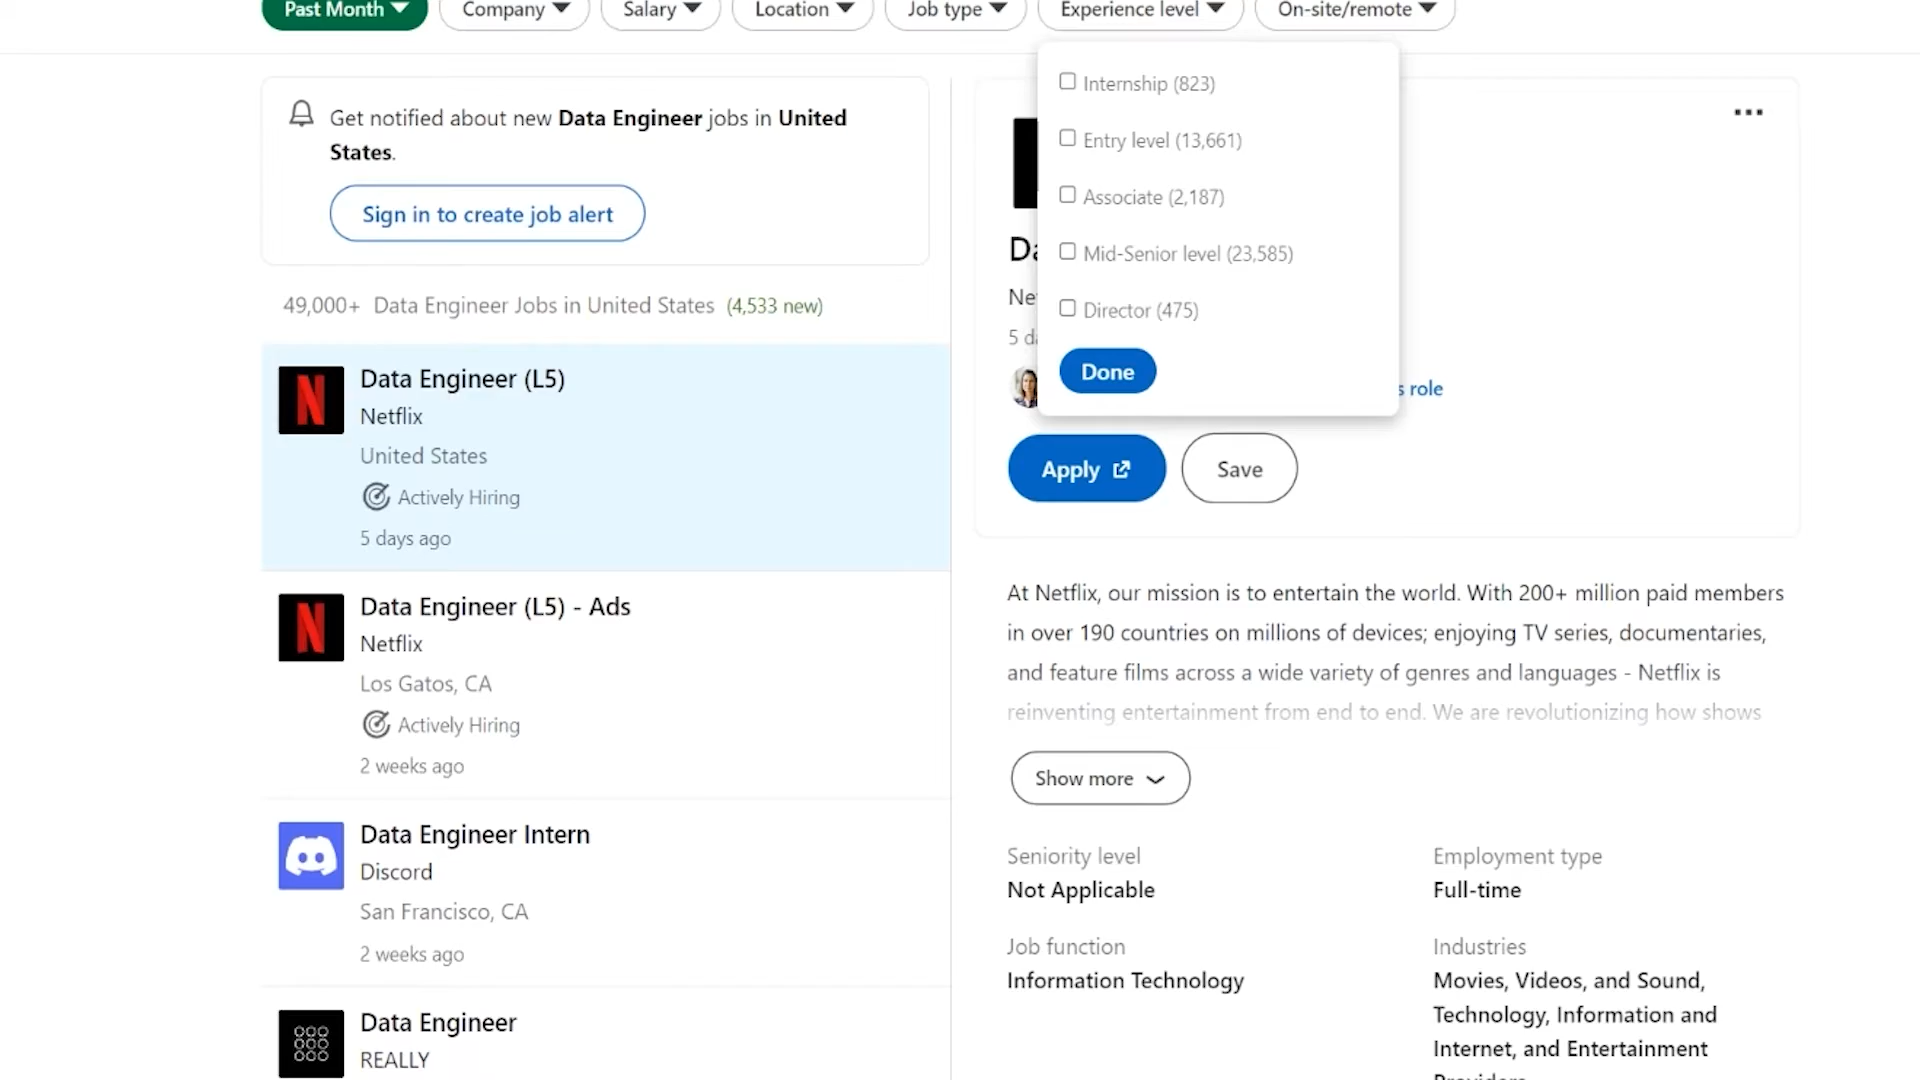 Past Month
Company
Salary
Location
Job type
Experience level
On-site/remote
Get notified about new Data Engineer jobs in United
States.
Sign in to create job alert
49,000+ Data Engineer Jobs in United States (4,533 new)
Data Engineer (L5)
Netflix
United States
Actively Hiring
5 days ago
Data Engineer (L5) - Ads
Netflix
Los Gatos, CA
Actively Hiring
2 weeks ago
Data Engineer Intern
Discord
San Francisco, CA
2 weeks ago
Data Engineer
REALLY
Internship (823)
Entry level (13,661)
Associate (2,187)
Mid-Senior level (23,585)
Director (475)
Done
role
Apply
Save
At Netflix, our mission is to entertain the world. With 200+ million paid members
in over 190 countries on millions of devices; enjoying TV series, documentaries,
and feature films across a wide variety of genres and languages - Netflix is
reinventing entertainment from end to end. We are revolutionizing how shows
Show more
Seniority level
Not Applicable
Employment type
Full-time
Job function
Information Technology
Industries
Movies, Videos, and Sound,
Technology, Information and
Internet, and Entertainment